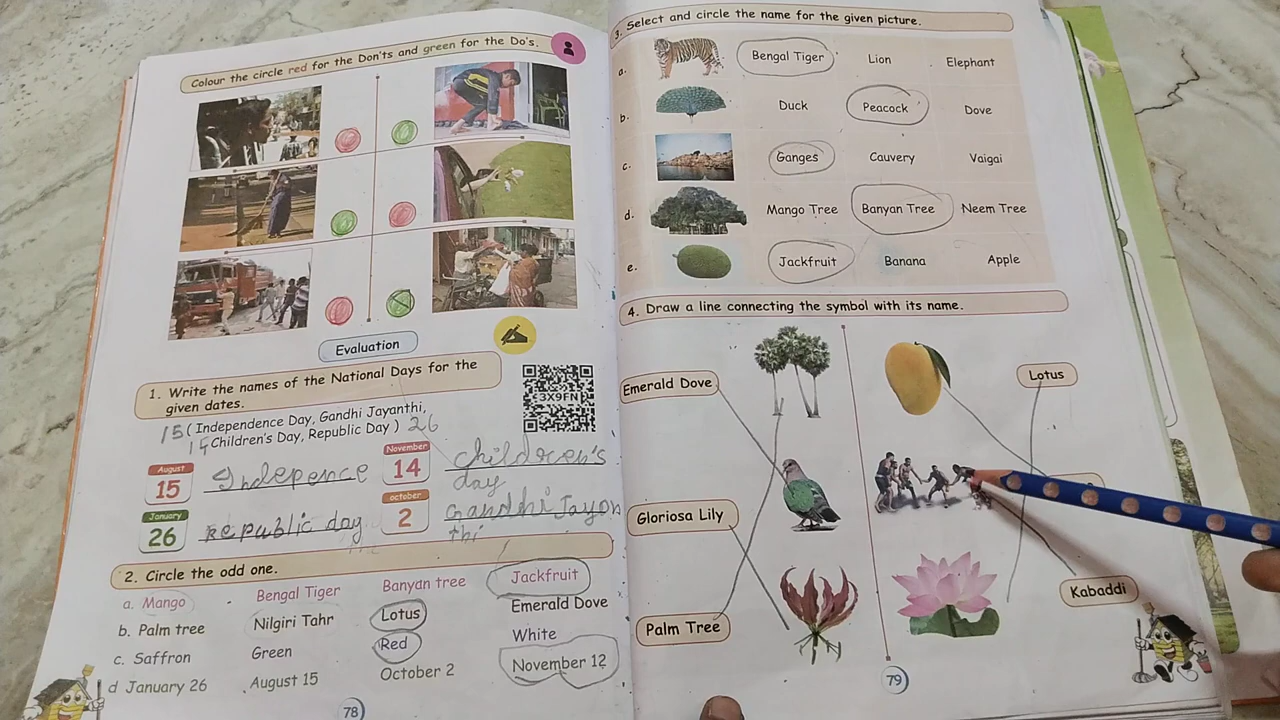 Colour the circle red for the Don'ts and green for the Do's.
Evaluation
1. Write the names of the National Days for the
given dates.
15 ( Independence Day, Gandhi Jayanthi,
14 Children's Day, Republic Day ) 26
3X9FN
August
15
Indepence
November
14
children's
day
January
26
republic day
october
2
Gandhi Jayon
thi
2. Circle the odd one.
a. Mango Bengal Tiger Banyan tree Jackfruit
b. Palm tree Nilgiri Tahr Lotus Emerald Dove
c. Saffron Green Red White
d January 26 August 15 October 2 November 12
78
3. Select and circle the name for the given picture.
a. Bengal Tiger Lion Elephant
b. Duck Peacock Dove
c. Ganges Cauvery Vaigai
d. Mango Tree Banyan Tree Neem Tree
e. Jackfruit Banana Apple
4. Draw a line connecting the symbol with its name.
Emerald Dove
Lotus
Gloriosa Lily
Palm Tree
Kabaddi
79